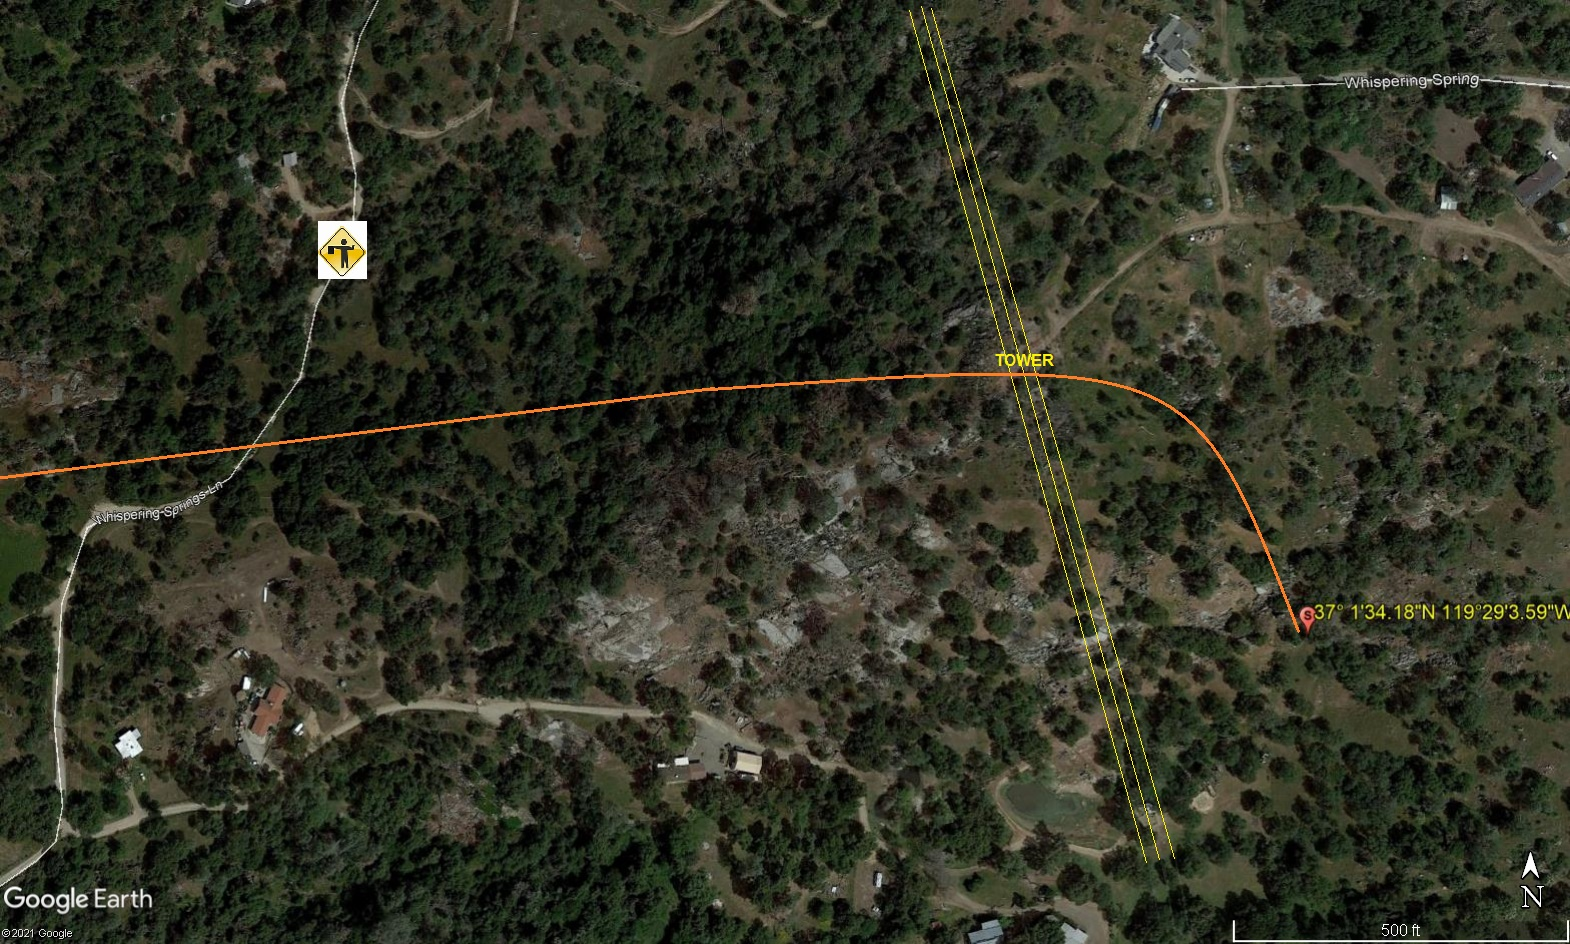 Whispering Spring
TOWER
Whispering Springs Ln
S
37° 1'34.18"N 119°29'3.59"W
Google Earth
N
©2021 Google
500 ft